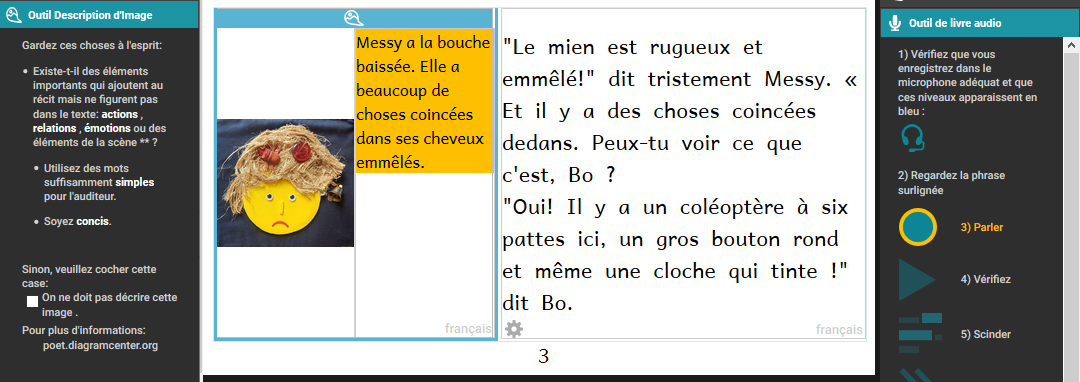 Outil Description d'Image
Gardez ces choses à l'esprit:
Existe-t-il des éléments
importants qui ajoutent au
récit mais ne figurent pas
dans le texte: actions ,
relations , émotions ou des
éléments de la scène ** ?
Utilisez des mots
suffisamment simples
pour l'auditeur.
Soyez concis.
Sinon, veuillez cocher cette
case:
On ne doit pas décrire cette
image .
Pour plus d'informations:
poet.diagramcenter.org
Messy a la bouche
baissée. Elle a
beaucoup de
choses coincées
dans ses cheveux
emmêlés.
français
"Le mien est rugueux et
emmêlé!" dit tristement Messy. «
Et il y a des choses coincées
dedans. Peux-tu voir ce que
c'est, Bo ?
"Oui! Il y a un coléoptère à six
pattes ici, un gros bouton rond
et même une cloche qui tinte !"
dit Bo.
français
3
Outil de livre audio
1) Vérifiez que vous
enregistrez dans le
microphone adéquat et que
ces niveaux apparaissent en
bleu :
2) Regardez la phrase
surlignée
3) Parler
4) Vérifiez
5) Scinder